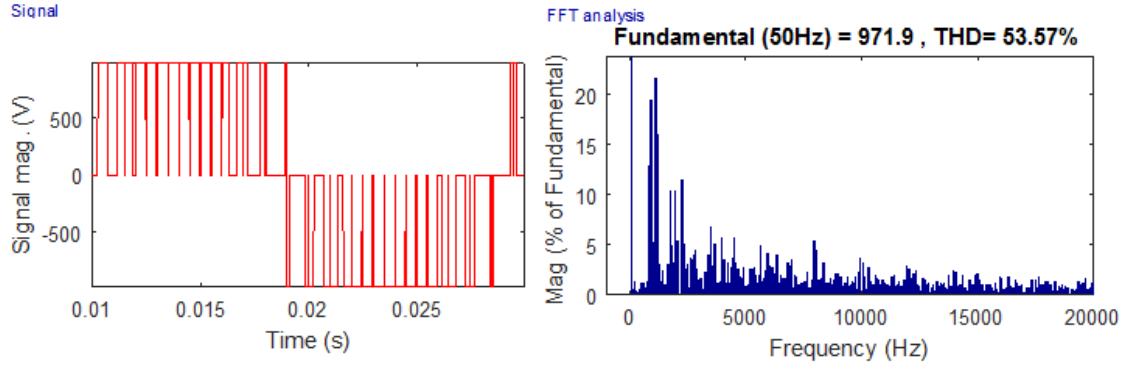 Signal
Signal mag. (V)
500
0
-500
0.01
0.015
0.02
0.025
Time (s)
FFT analysis
Fundamental (50Hz) = 971.9 , THD= 53.57%
Mag (% of Fundamental)
20
15
10
5
0
0
5000
10000
15000
20000
Frequency (Hz)